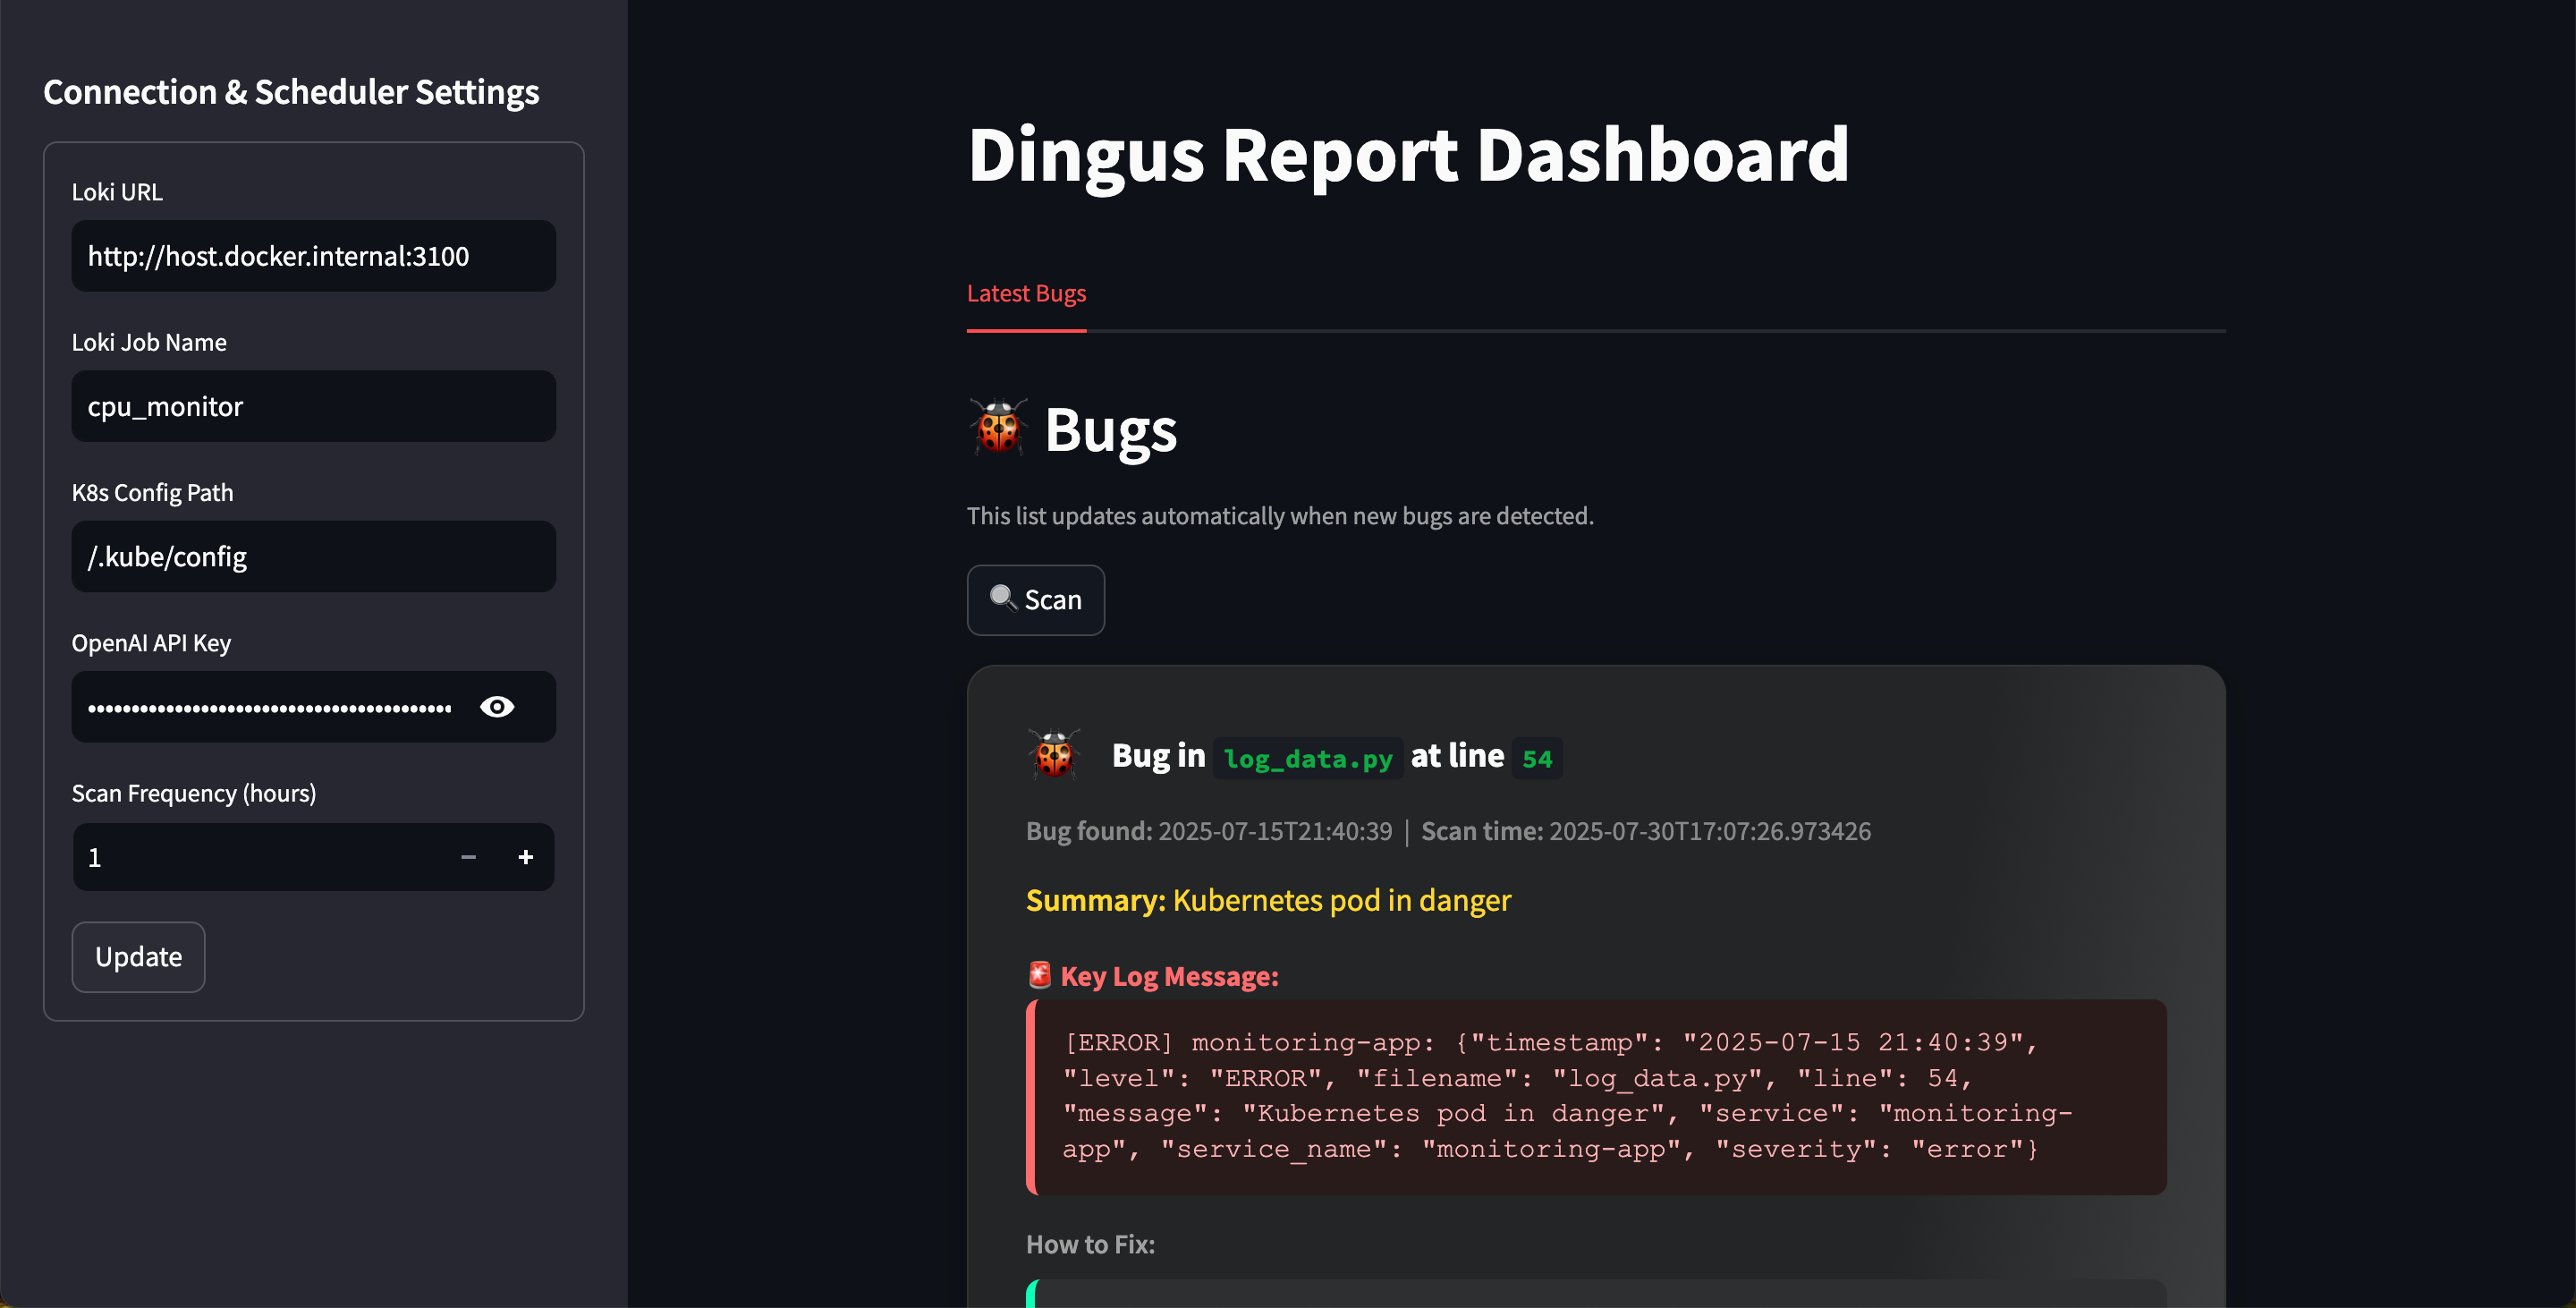 Connection & Scheduler Settings
Loki URL
http://host.docker.internal:3100
Loki Job Name
cpu_monitor
K8s Config Path
/.kube/config
OpenAI API Key
Scan Frequency (hours)
1
Update
Dingus Report Dashboard
Latest Bugs
Bugs
This list updates automatically when new bugs are detected.
Scan
Bug in log_data.py at line 54
Bug found: 2025-07-15T21:40:39 | Scan time: 2025-07-30T17:07:26.973426
Summary: Kubernetes pod in danger
Key Log Message:
[ERROR] monitoring-app: {"timestamp": "2025-07-15 21:40:39",
"level": "ERROR", "filename": "log_data.py", "line": 54,
"message": "Kubernetes pod in danger", "service": "monitoring-
app", "service_name": "monitoring-app", "severity": "error"}
How to Fix: